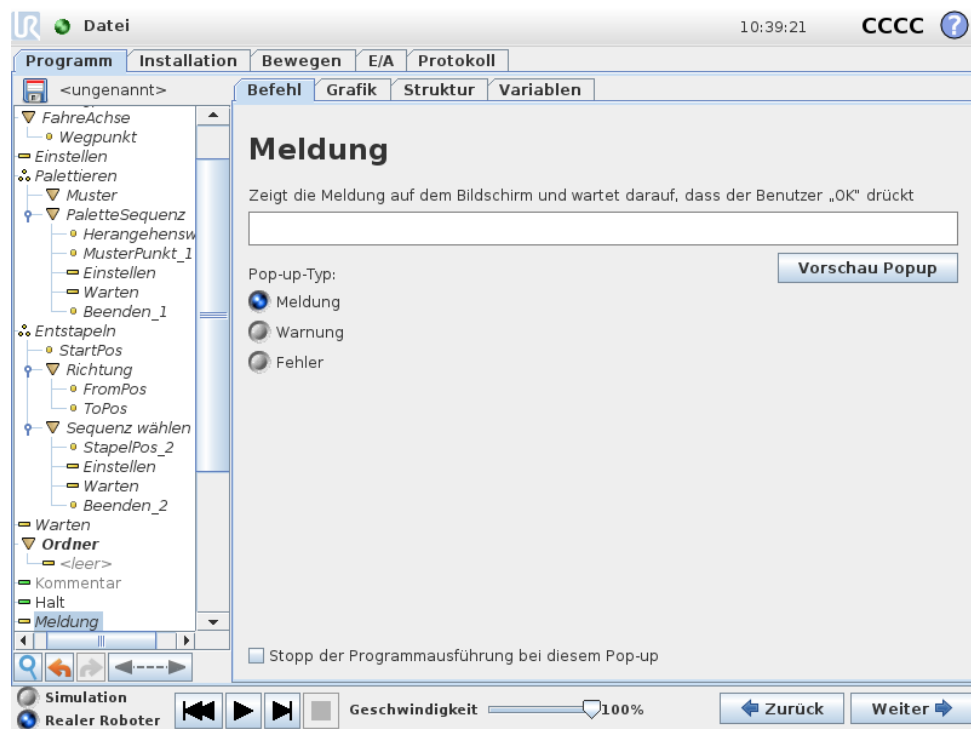 UR Datei 10:39:21 CCCC ?
Programm Installation Bewegen E/A Protokoll
<ungenannt> Befehl Grafik Struktur Variablen
FahreAchse
Wegpunkt
Einstellen
Palettieren
Muster
PaletteSequenz
Herangehensw
MusterPunkt_1
Einstellen
Warten
Beenden_1
Entstapeln
StartPos
Richtung
FromPos
ToPos
Sequenz wählen
StapelPos_2
Einstellen
Warten
Beenden_2
Warten
Ordner
<leer>
Kommentar
Halt
Meldung
Meldung
Zeigt die Meldung auf dem Bildschirm und wartet darauf, dass der Benutzer „OK" drückt
Vorschau Popup
Pop-up-Typ:
Meldung
Warnung
Fehler
Stopp der Programmausführung bei diesem Pop-up
Simulation
Realer Roboter
Geschwindigkeit 100%
Zurück Weiter